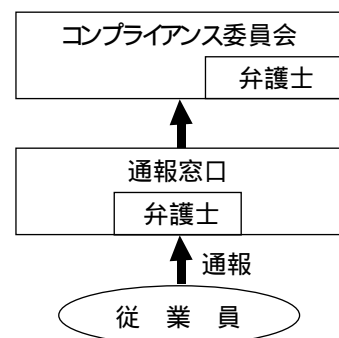 コンプライアンス委員会
弁護士
通報窓口
弁護士
通報
従 業 員